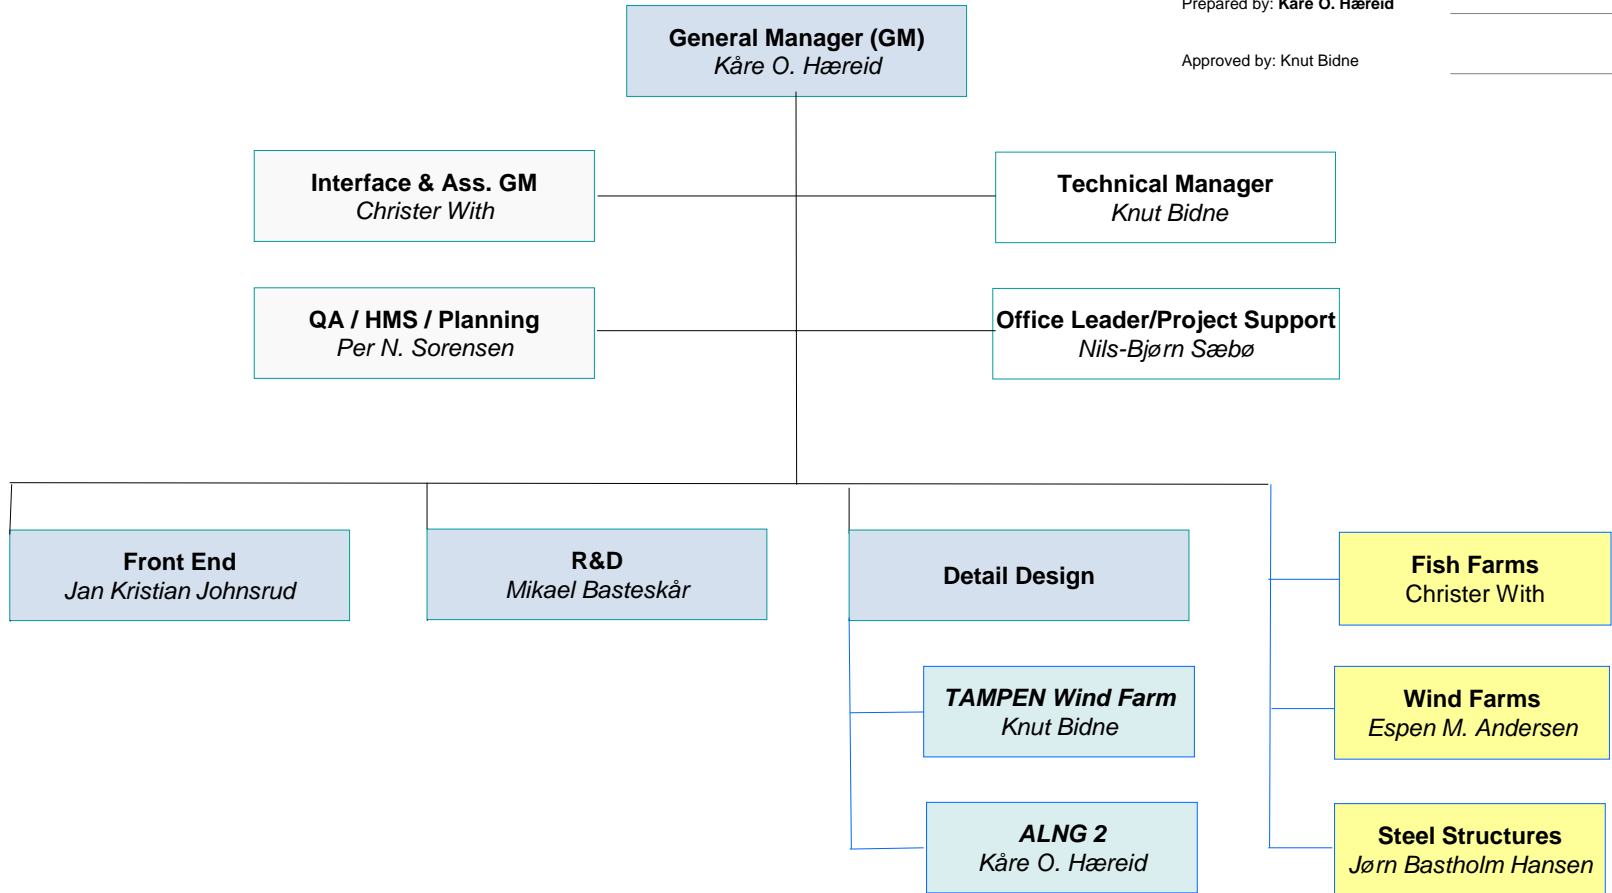 Prepared by: Kåre O. Hæreid
General Manager (GM)
Kåre O. Hæreid
Approved by: Knut Bidne
Interface & Ass. GM
Christer With
Technical Manager
Knut Bidne
QA / HMS / Planning
Per N. Sorensen
Office Leader/Project Support
Nils-Bjørn Sæbø
Front End
Jan Kristian Johnsrud
R&D
Mikael Basteskår
Detail Design
Fish Farms
Christer With
TAMPEN Wind Farm
Knut Bidne
Wind Farms
Espen M. Andersen
ALNG 2
Kåre O. Hæreid
Steel Structures
Jørn Bastholm Hansen